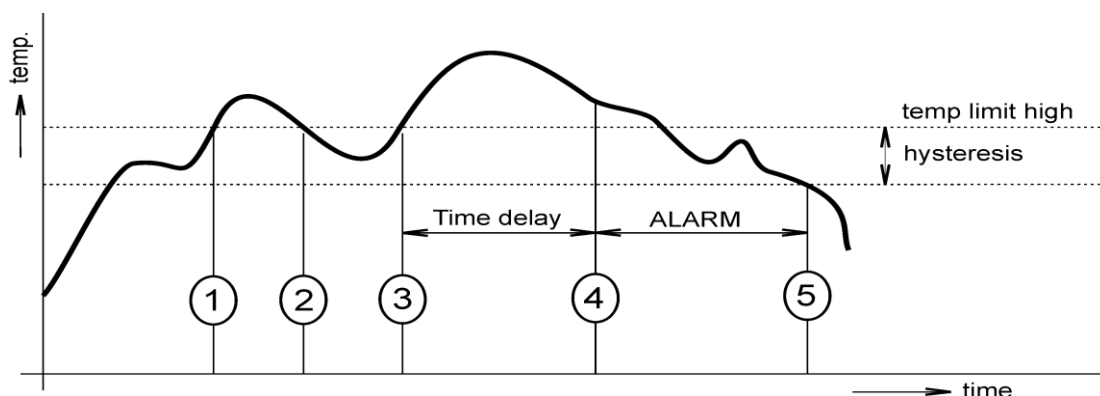 temp.
temp limit high
hysteresis
Time delay
ALARM
1
2
3
4
5
time